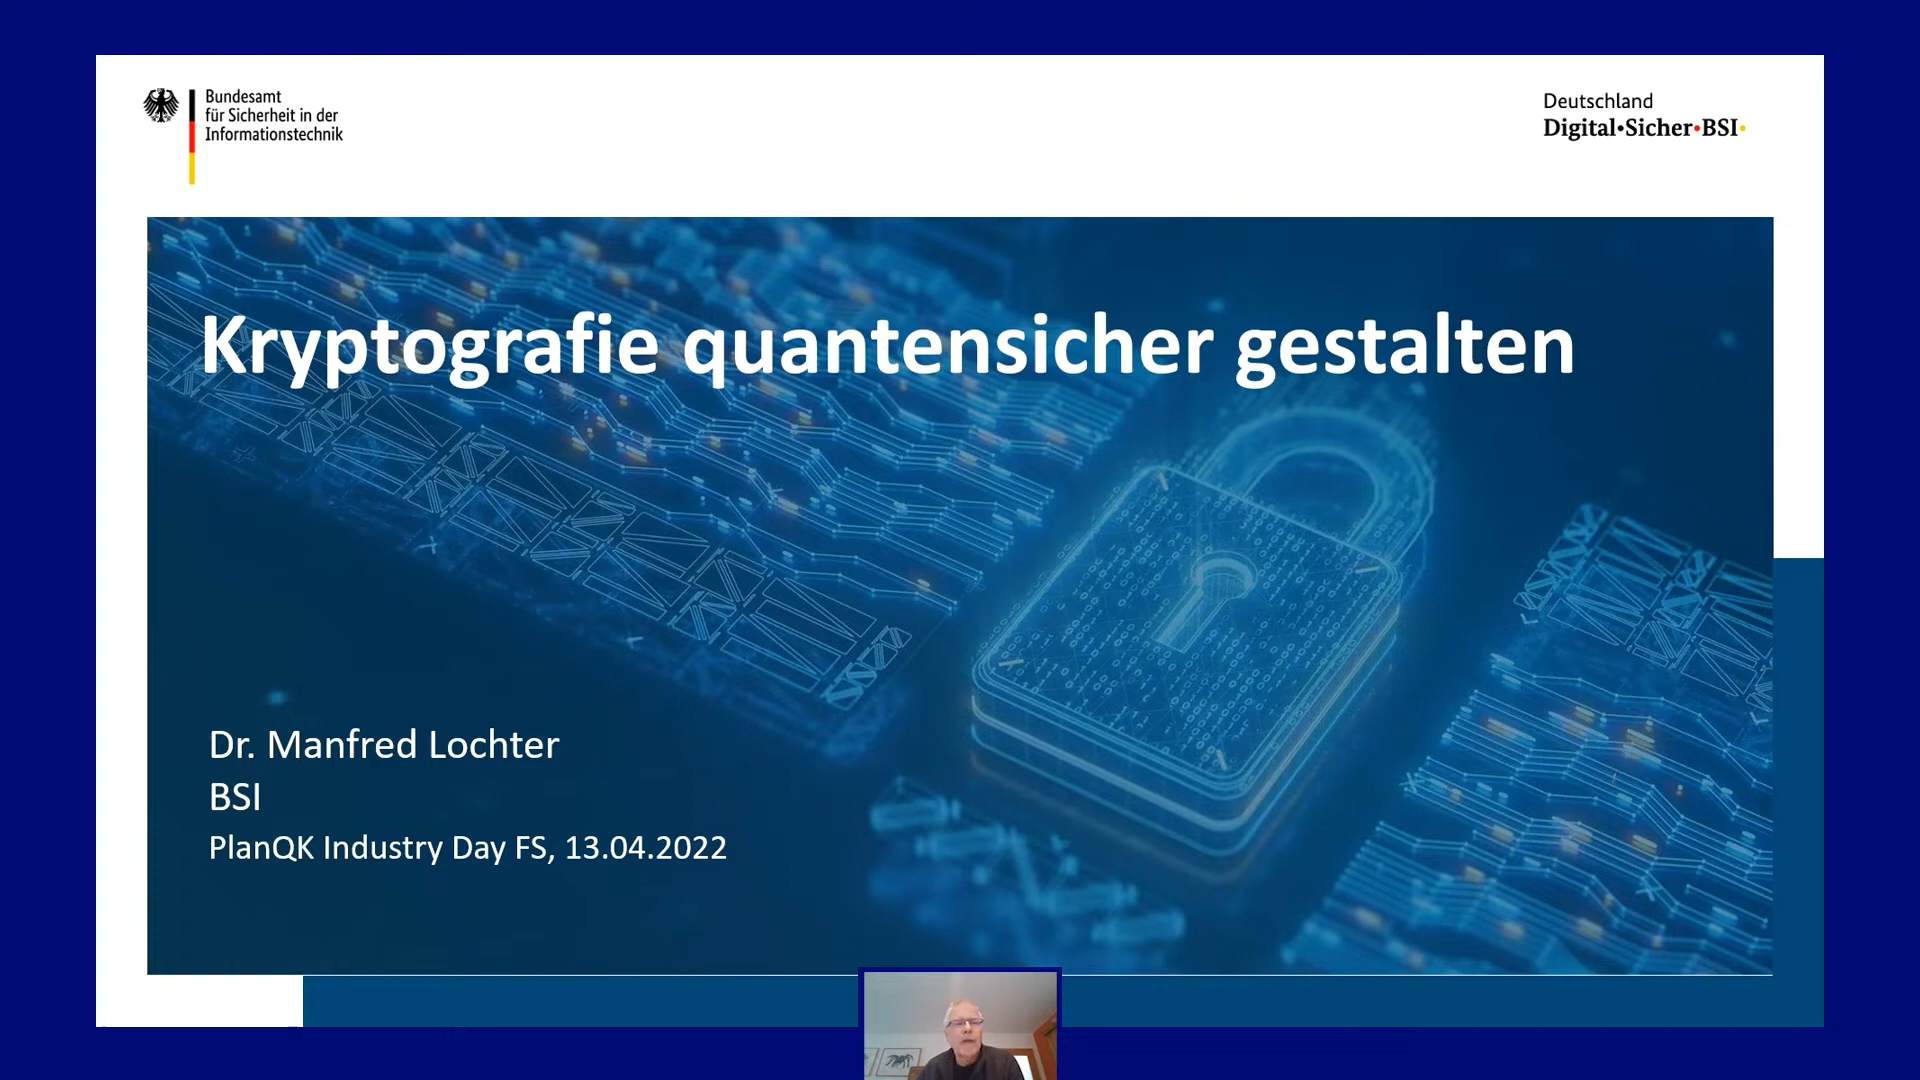 Bundesamt
für Sicherheit in der
Informationstechnik
Deutschland
Digital•Sicher•BSI•
Kryptografie quantensicher gestalten
Dr. Manfred Lochter
BSI
PlanQK Industry Day FS, 13.04.2022